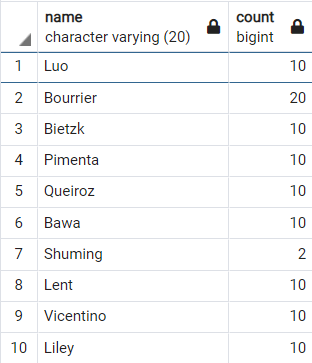 name count
character varying (20) bigint
1 Luo 10
2 Bourrier 20
3 Bietzk 10
4 Pimenta 10
5 Queiroz 10
6 Bawa 10
7 Shuming 2
8 Lent 10
9 Vicentino 10
10 Liley 10